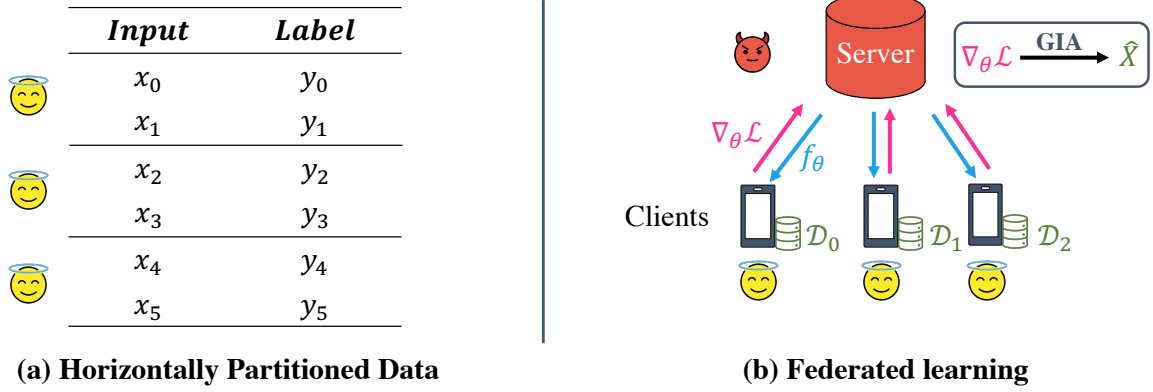 Input Label
x₀ y₀
x₁ y₁
x₂ y₂
x₃ y₃
x₄ y₄
x₅ y₅
(a) Horizontally Partitioned Data
Server
GIA
∇θℒ X̂
∇θℒ
fθ
Clients
𝒟₀ 𝒟₁ 𝒟₂
(b) Federated learning